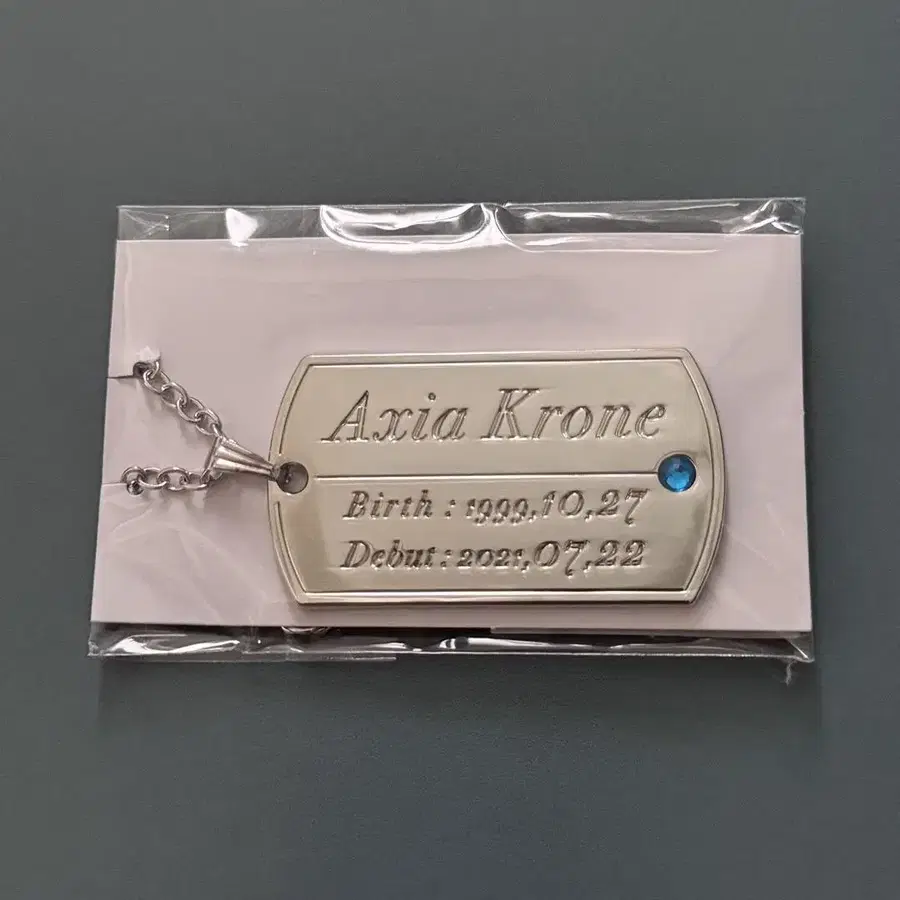 Axia Krone
Birth : 1999,10,27
Debut : 2021,07,22